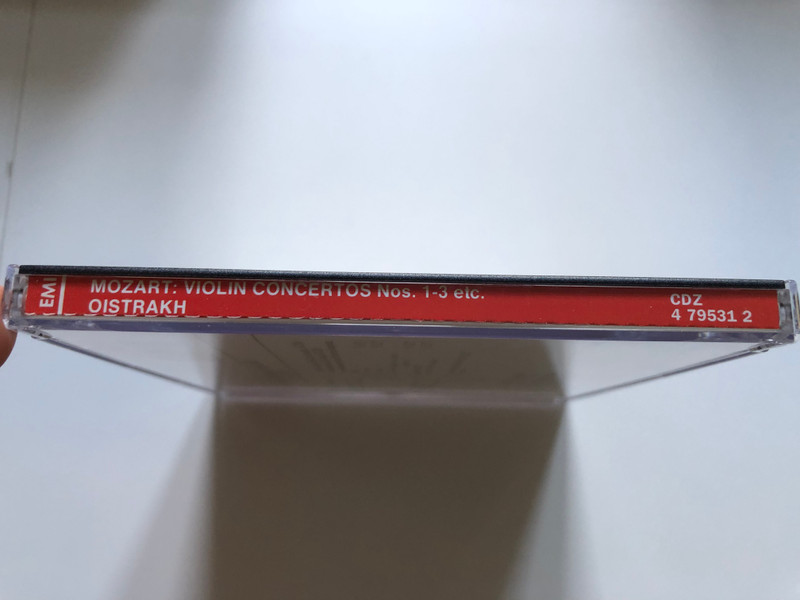 EMI
MOZART: VIOLIN CONCERTOS Nos. 1-3 etc.
OISTRAKH
CDZ
4 79531 2